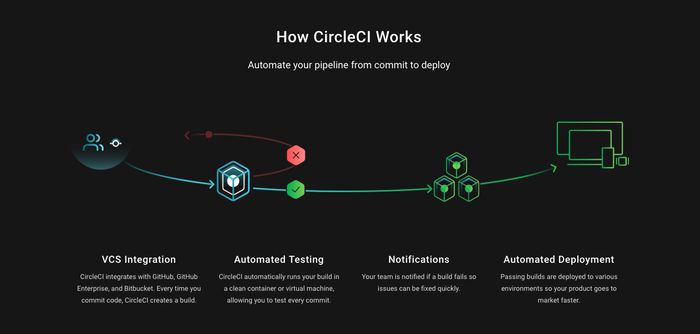 How CircleCI Works
Automate your pipeline from commit to deploy
VCS Integration
CircleCI integrates with GitHub, GitHub
Enterprise, and Bitbucket. Every time you
commit code, CircleCI creates a build.
Automated Testing
CircleCI automatically runs your build in
a clean container or virtual machine,
allowing you to test every commit.
Notifications
Your team is notified if a build fails so
issues can be fixed quickly.
Automated Deployment
Passing builds are deployed to various
environments so your product goes to
market faster.